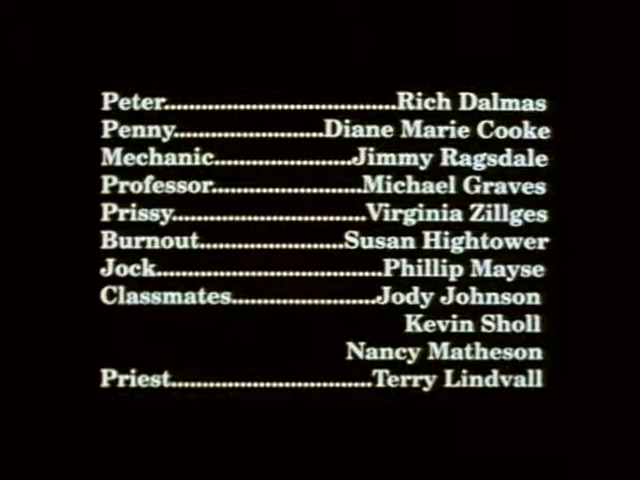 Peter.....................................Rich Dalmas
Penny........................Diane Marie Cooke
Mechanic......................Jimmy Ragsdale
Professor........................Michael Graves
Prissy...............................Virginia Zillges
Burnout.......................Susan Hightower
Jock....................................Phillip Mayse
Classmates.......................Jody Johnson
Kevin Sholl
Nancy Matheson
Priest................................Terry Lindvall